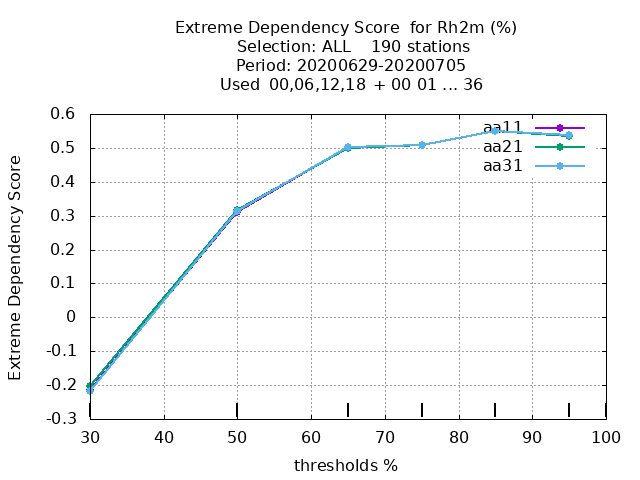 Extreme Dependency Score  for Rh2m (%)
Selection: ALL    190 stations
Period: 20200629-20200705
Used  00,06,12,18  + 00 01 ... 36
aa11
aa21
aa31
Extreme Dependency Score
0.6
0.5
0.4
0.3
0.2
0.1
0
-0.1
-0.2
-0.3
30 40 50 60 70 80 90 100
thresholds %